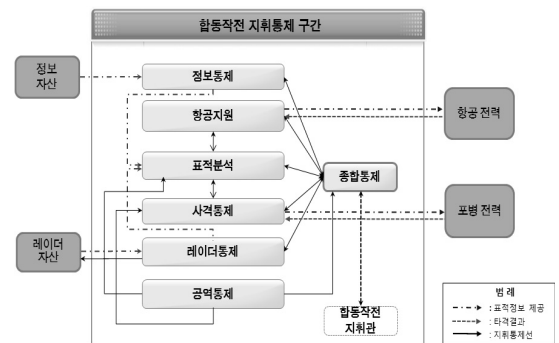 합동작전 지휘통제 구간
정보
자산
정보통제
항공지원
항공 전력
표적분석
종합통제
사격통제
포병 전력
레이더
자산
레이더통제
공역통제
합동작전
지휘관
범 례
: 표적정보 제공
: 타격결과
: 지휘통제선